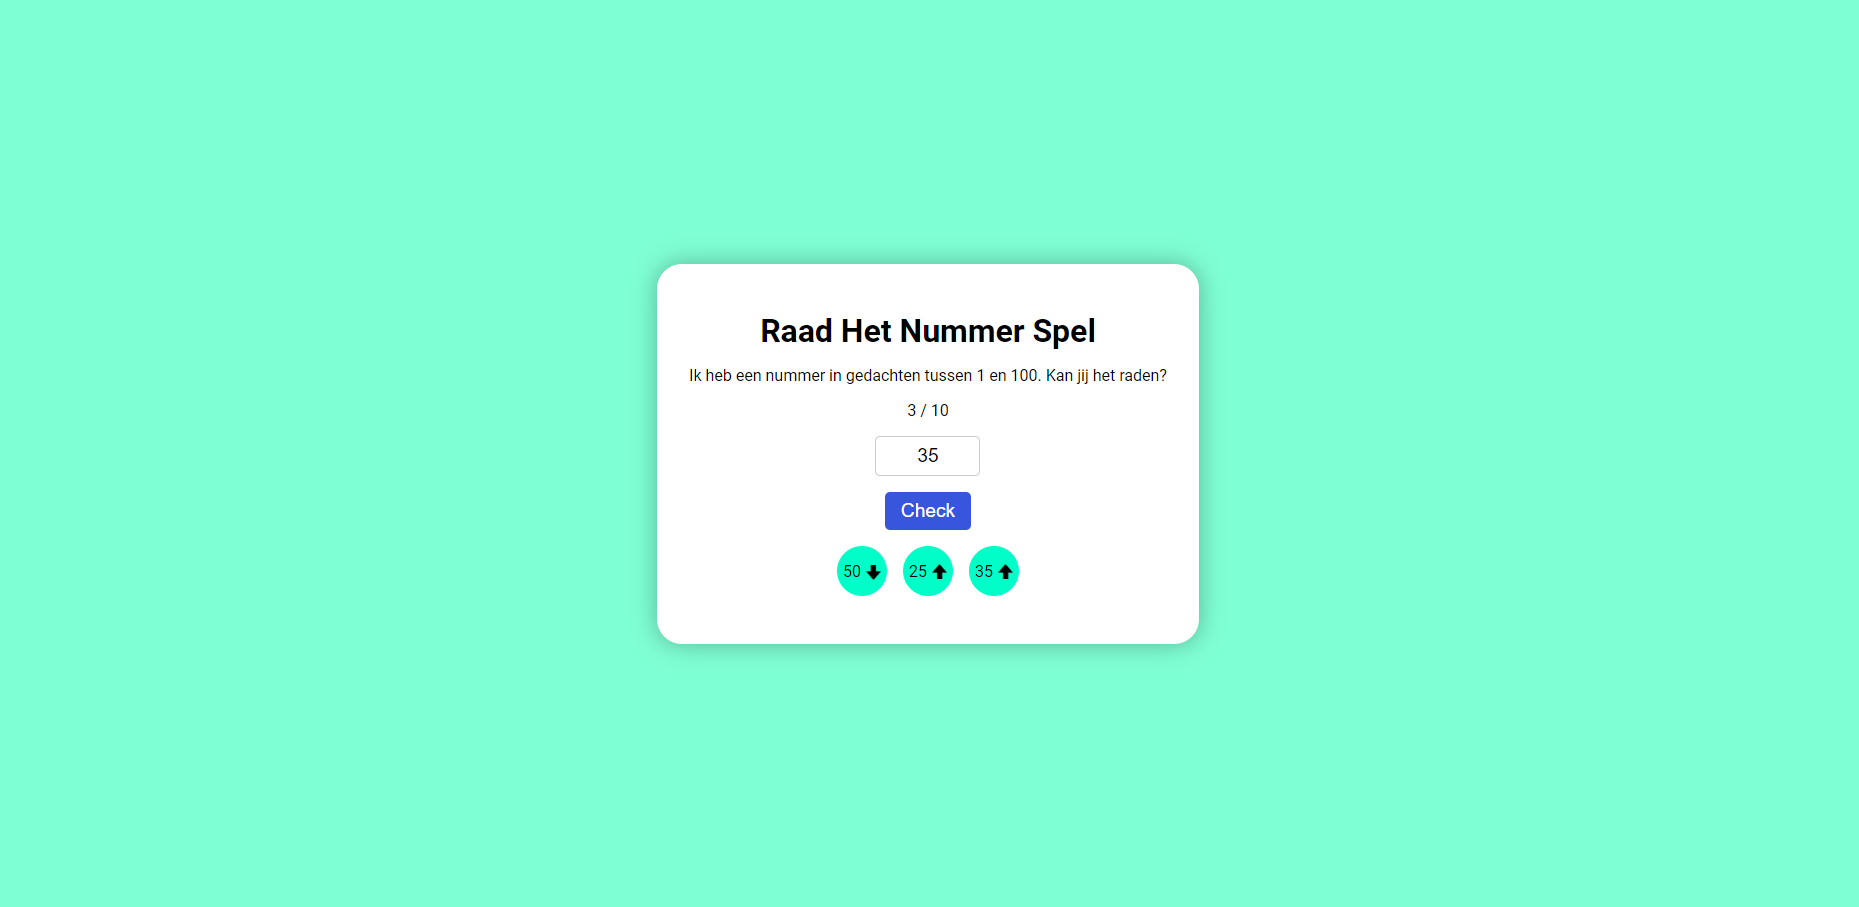 Raad Het Nummer Spel
Ik heb een nummer in gedachten tussen 1 en 100. Kan jij het raden?
3 / 10
35
Check
50 🡇 25 🡅 35 🡅